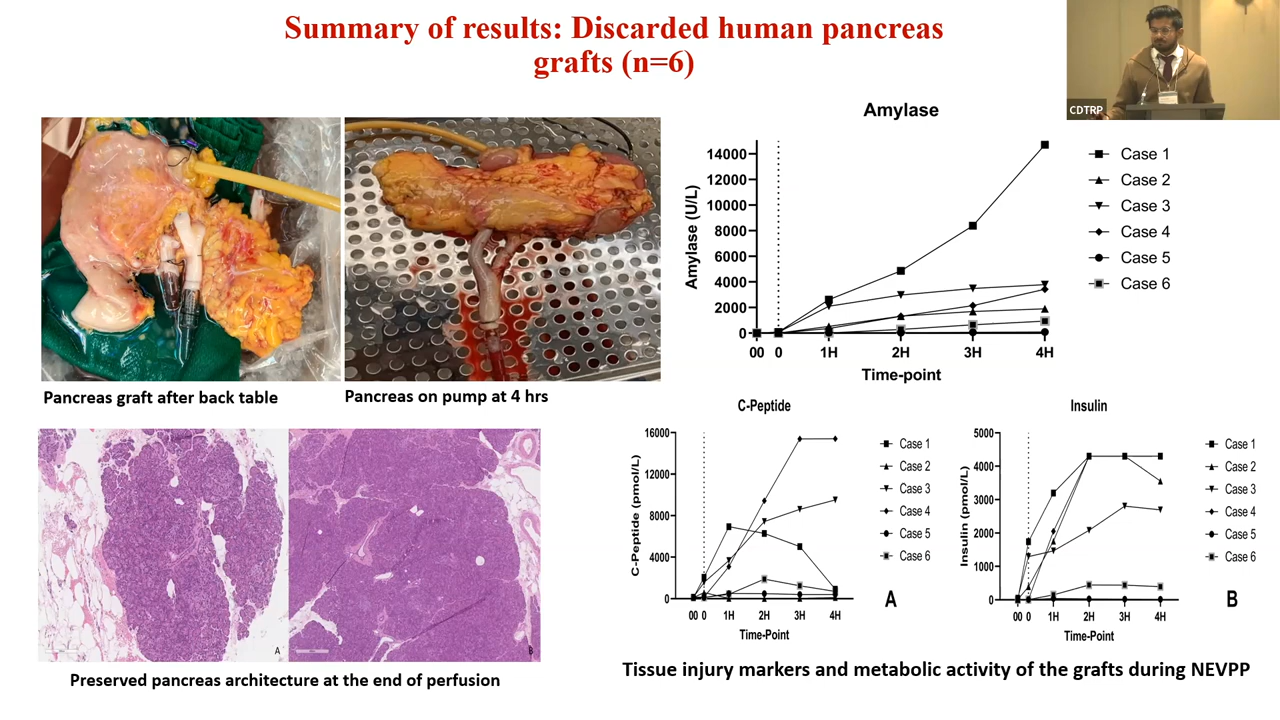 Summary of results: Discarded human pancreas
grafts (n=6)
CDTRP
Pancreas graft after back table
Pancreas on pump at 4 hrs
A
B
Preserved pancreas architecture at the end of perfusion
Amylase
Amylase (U/L)
14000
12000
10000
8000
6000
4000
2000
0
00 0 1H 2H 3H 4H
Time-point
Case 1
Case 2
Case 3
Case 4
Case 5
Case 6
C-Peptide
C-Peptide (pmol/L)
16000
12000
8000
4000
0
00 0 1H 2H 3H 4H
Time-Point
Case 1
Case 2
Case 3
Case 4
Case 5
Case 6
A
Insulin
Insulin (pmol/L)
5000
4000
3000
2000
1000
0
00 0 1H 2H 3H 4H
Time-Point
Case 1
Case 2
Case 3
Case 4
Case 5
Case 6
B
Tissue injury markers and metabolic activity of the grafts during NEVPP